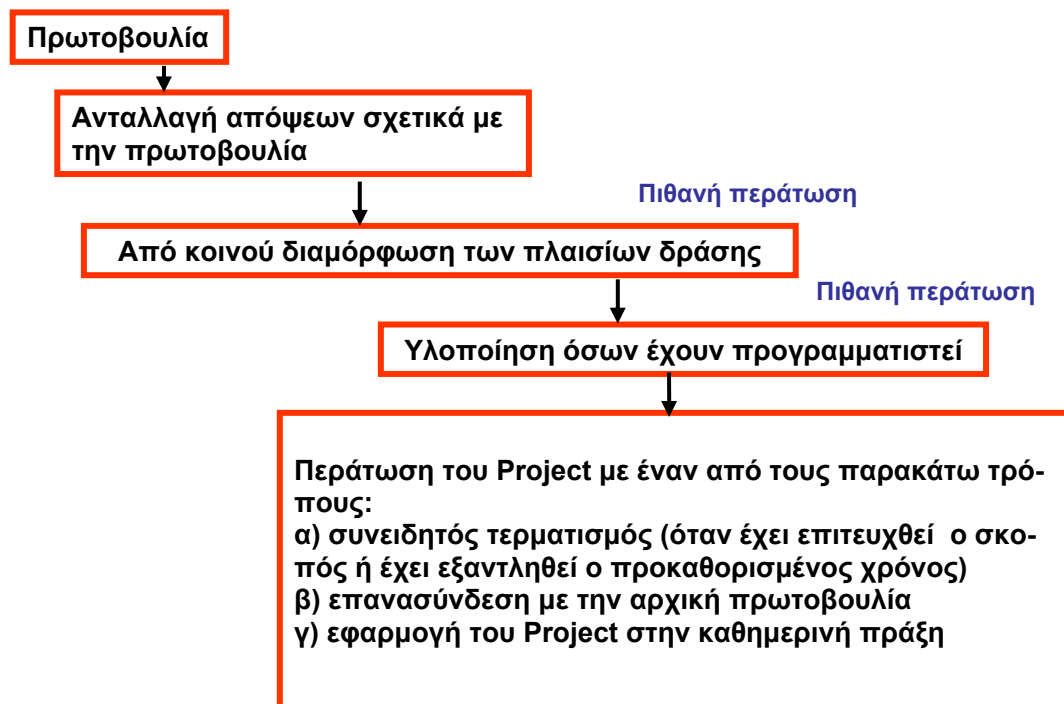 Πρωτοβουλία
Ανταλλαγή απόψεων σχετικά με
την πρωτοβουλία
Πιθανή περάτωση
Από κοινού διαμόρφωση των πλαισίων δράσης
Πιθανή περάτωση
Υλοποίηση όσων έχουν προγραμματιστεί
Περάτωση του Project με έναν από τους παρακάτω τρό-
πους:
α) συνειδητός τερματισμός (όταν έχει επιτευχθεί ο σκο-
πός ή έχει εξαντληθεί ο προκαθορισμένος χρόνος)
β) επανασύνδεση με την αρχική πρωτοβουλία
γ) εφαρμογή του Project στην καθημερινή πράξη